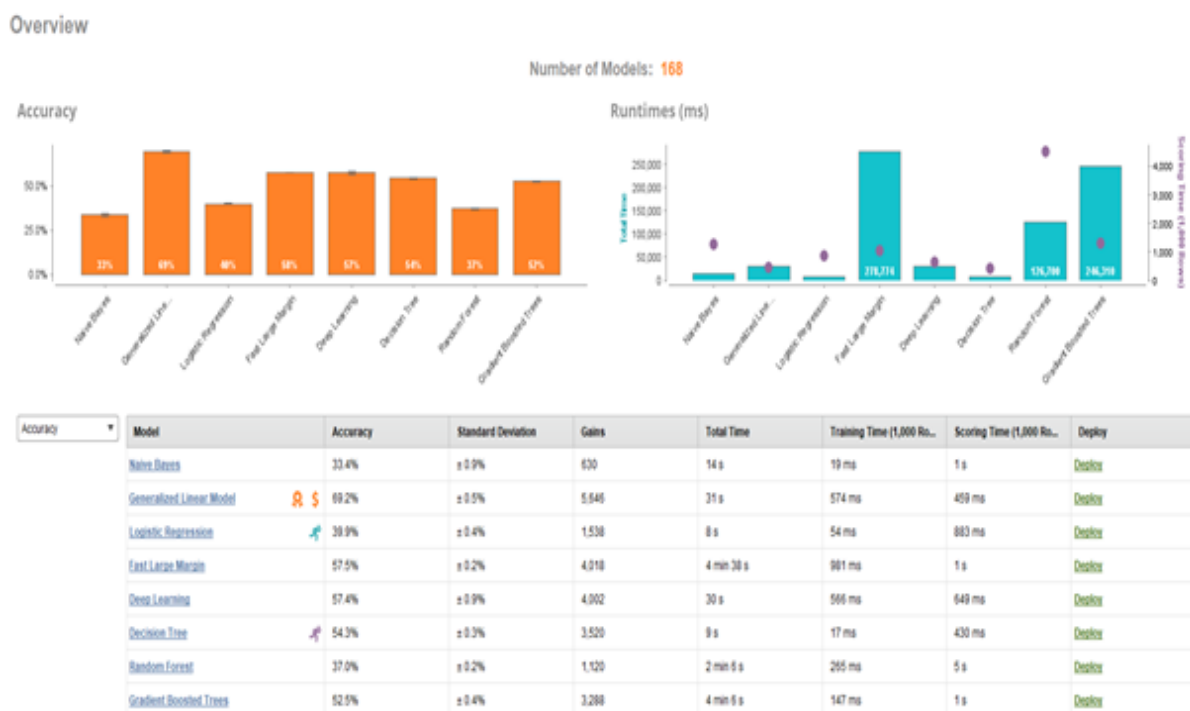 Overview
Number of Models: 168
Accuracy
50.0%
25.0%
0.0%
33% 69% 40% 58% 57% 54% 37% 52%
Naive Bayes
Generalized Line...
Logistic Regression
Fast Large Margin
Deep Learning
Decision Tree
Random Forest
Gradient Boosted Trees
Runtimes (ms)
Total Time
250,000
200,000
150,000
100,000
50,000
0
278,774 126,700 246,310
4,000
3,000
2,000
1,000
0
Scoring Time (1,000 Rows)
Naive Bayes
Generalized Line...
Logistic Regression
Fast Large Margin
Deep Learning
Decision Tree
Random Forest
Gradient Boosted Trees
Accuracy
Model Accuracy Standard Deviation Gains Total Time Training Time (1,000 Ro... Scoring Time (1,000 Ro... Deploy
Naive Bayes 33.4% ± 0.9% 630 14 s 19 ms 1 s Deploy
Generalized Linear Model $ 69.2% ± 0.5% 5,646 31 s 574 ms 459 ms Deploy
Logistic Regression 39.9% ± 0.4% 1,538 8 s 54 ms 883 ms Deploy
Fast Large Margin 57.5% ± 0.2% 4,018 4 min 38 s 981 ms 1 s Deploy
Deep Learning 57.4% ± 0.9% 4,002 30 s 566 ms 649 ms Deploy
Decision Tree 54.3% ± 0.3% 3,520 9 s 17 ms 430 ms Deploy
Random Forest 37.0% ± 0.2% 1,120 2 min 6 s 265 ms 5 s Deploy
Gradient Boosted Trees 52.5% ± 0.4% 3,288 4 min 6 s 147 ms 1 s Deploy